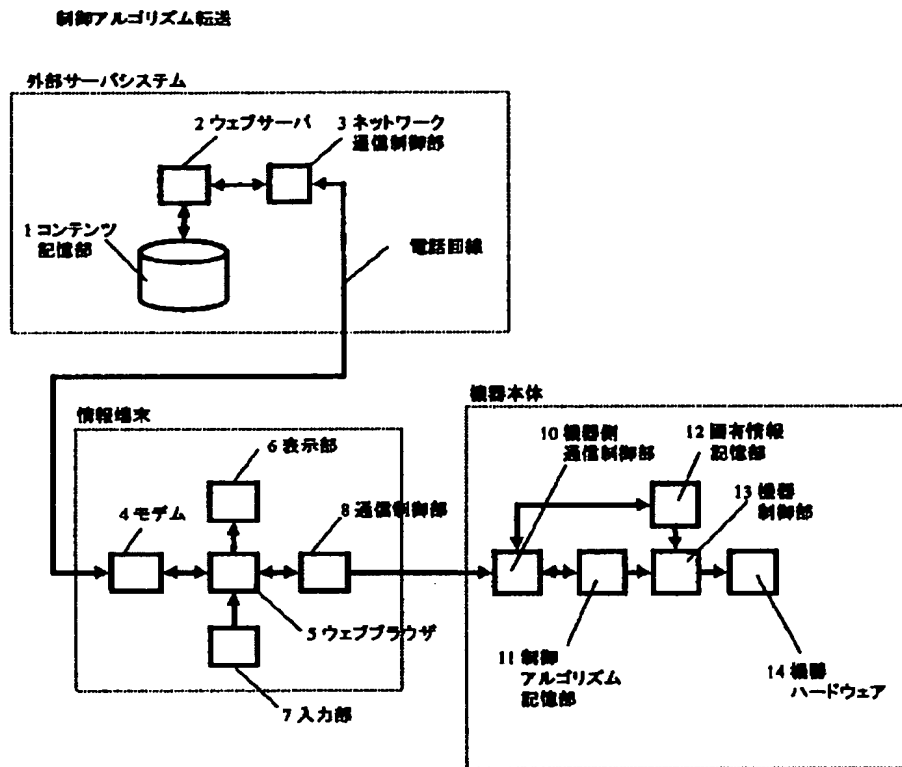 制御アルゴリズム転送
外部サーバシステム
2 ウェブサーバ
3 ネットワーク
通信制御部
1 コンテンツ
記憶部
電話回線
情報端末
機器本体
6 表示部
10 機器側
通信制御部
12 固有情報
記憶部
4 モデム
8 通信制御部
13 機器
制御部
5 ウェブブラウザ
11 制御
アルゴリズム
記憶部
14 機器
ハードウェア
7 入力部